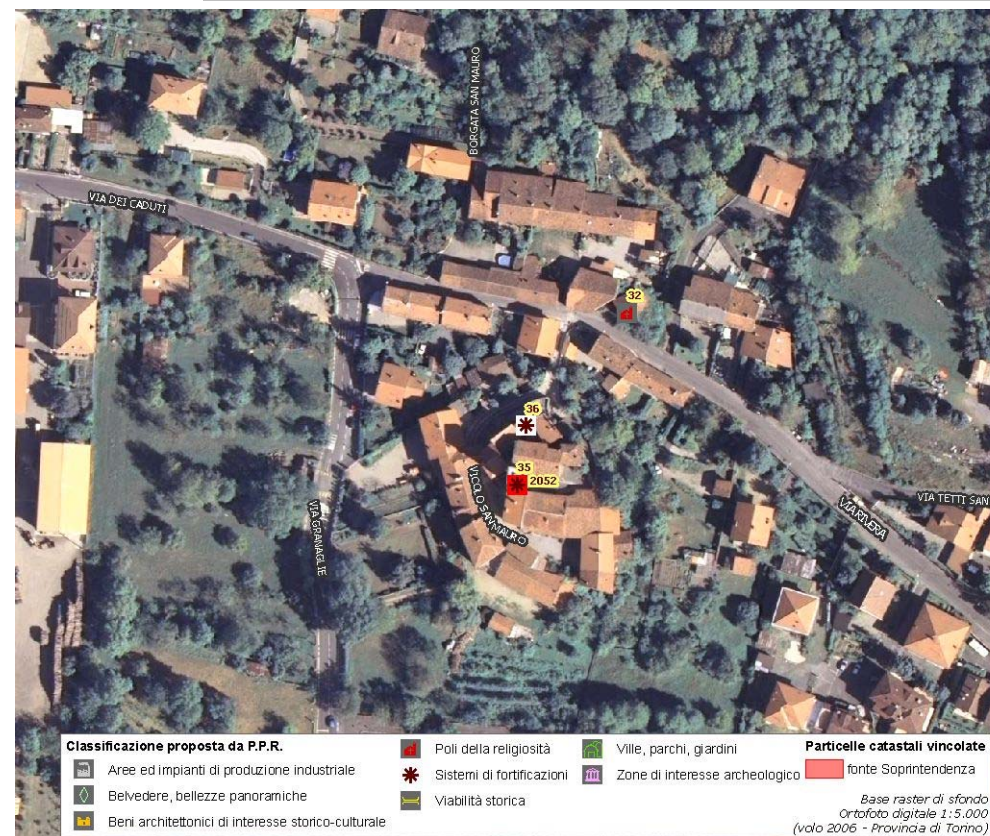 BORGATA SAN MAURO
VIA DEI CADUTI
32
36
35
2052
VICOLO SAN MAURO
VIA GRANAGLIE
VIA RIVERA
VIA TETTI SAN
Classificazione proposta da P.P.R.
Aree ed impianti di produzione industriale
Belvedere, bellezze panoramiche
Beni architettonici di interesse storico-culturale
Poli della religiosità
Sistemi di fortificazioni
Viabilità storica
Ville, parchi, giardini
Zone di interesse archeologico
Particelle catastali vincolate
fonte Soprintendenza
Base raster di sfondo
Ortofoto digitale 1:5.000
(volo 2006 - Provincia di Torino)